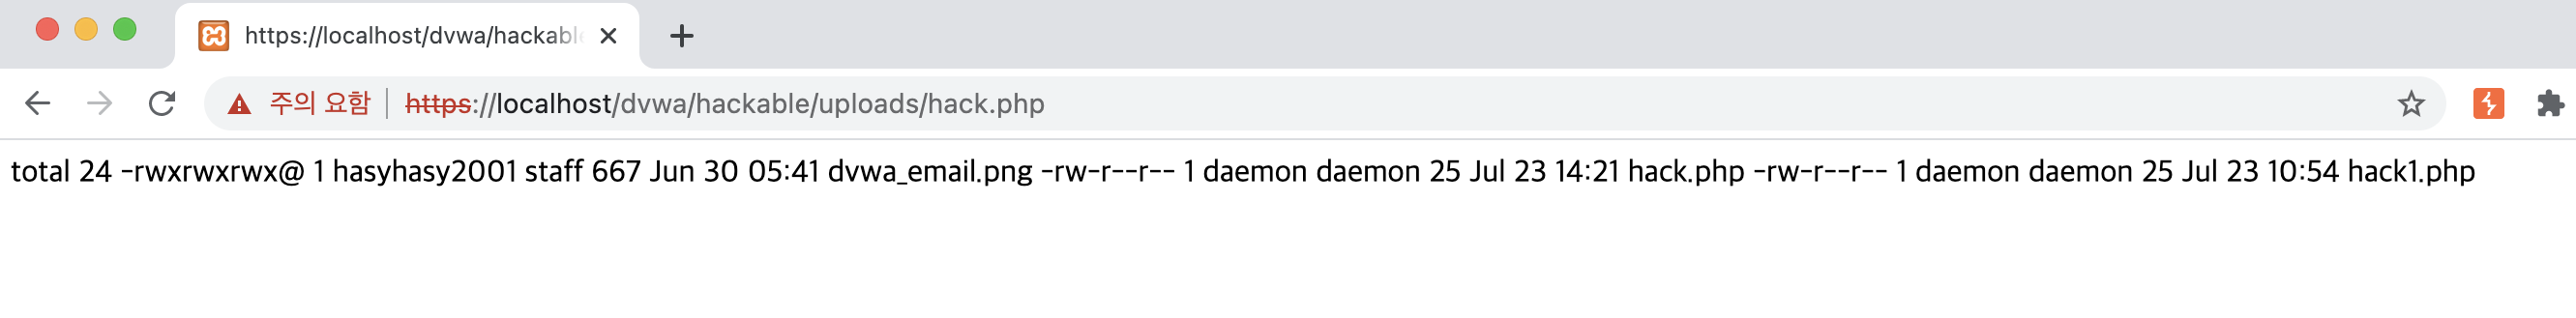 https://localhost/dvwa/hackable
주의 요함 https://localhost/dvwa/hackable/uploads/hack.php
total 24 -rwxrwxrwx@ 1 hasyhasy2001 staff 667 Jun 30 05:41 dvwa_email.png -rw-r--r-- 1 daemon daemon 25 Jul 23 14:21 hack.php -rw-r--r-- 1 daemon daemon 25 Jul 23 10:54 hack1.php